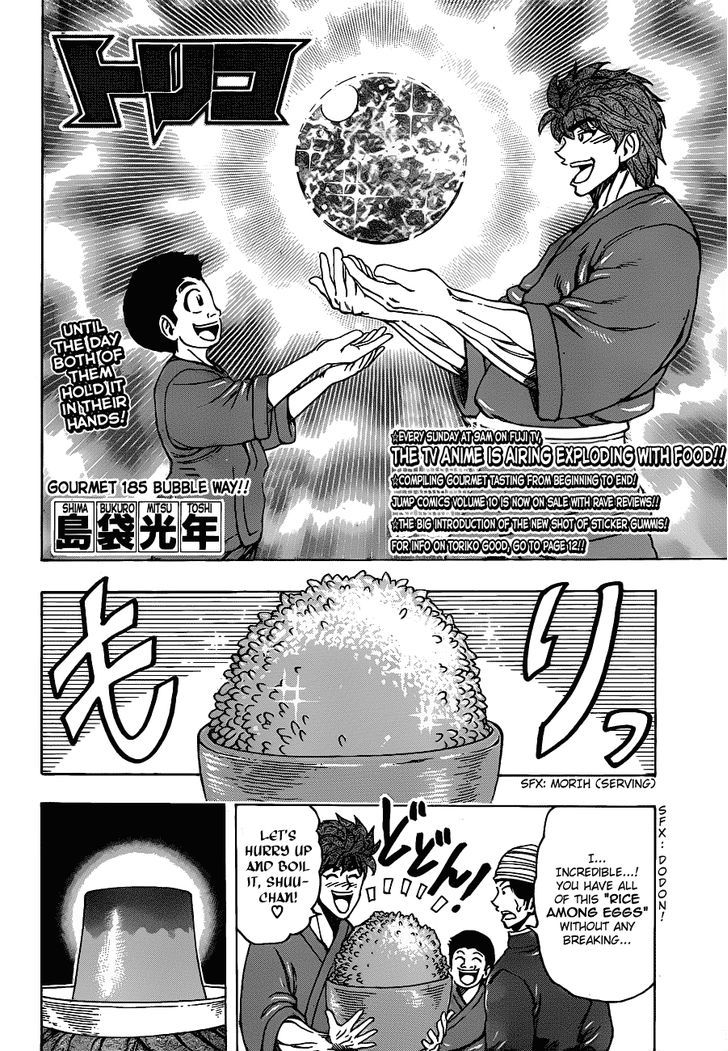 トリコ
UNTIL
THE DAY
BOTH OF
THEM
HOLD IT
IN THEIR
HANDS!
☆EVERY SUNDAY AT 9AM ON FUJI TV,
THE TV ANIME IS AIRING EXPLODING WITH FOOD!!
☆COMPILING GOURMET TASTING FROM BEGINNING TO END!
JUMP COMICS VOLUME 10 IS NOW ON SALE WITH RAVE REVIEWS!!
☆THE BIG INTRODUCTION OF THE NEW SHOT OF STICKER GUMMIS!
FOR INFO ON TORIKO GOOD, GO TO PAGE 12!!
GOURMET 185 BUBBLE WAY!!
SHIMA BUKURO MITSU TOSHI
島袋光年
もりっ
SFX: MORIH (SERVING)
I...
INCREDIBLE...!
YOU HAVE ALL
OF THIS "RICE
AMONG EGGS"
WITHOUT ANY
BREAKING...
SFX: DODON!
どどん!
LET'S
HURRY UP
AND BOIL
IT, SHUU-
CHAN!
♡